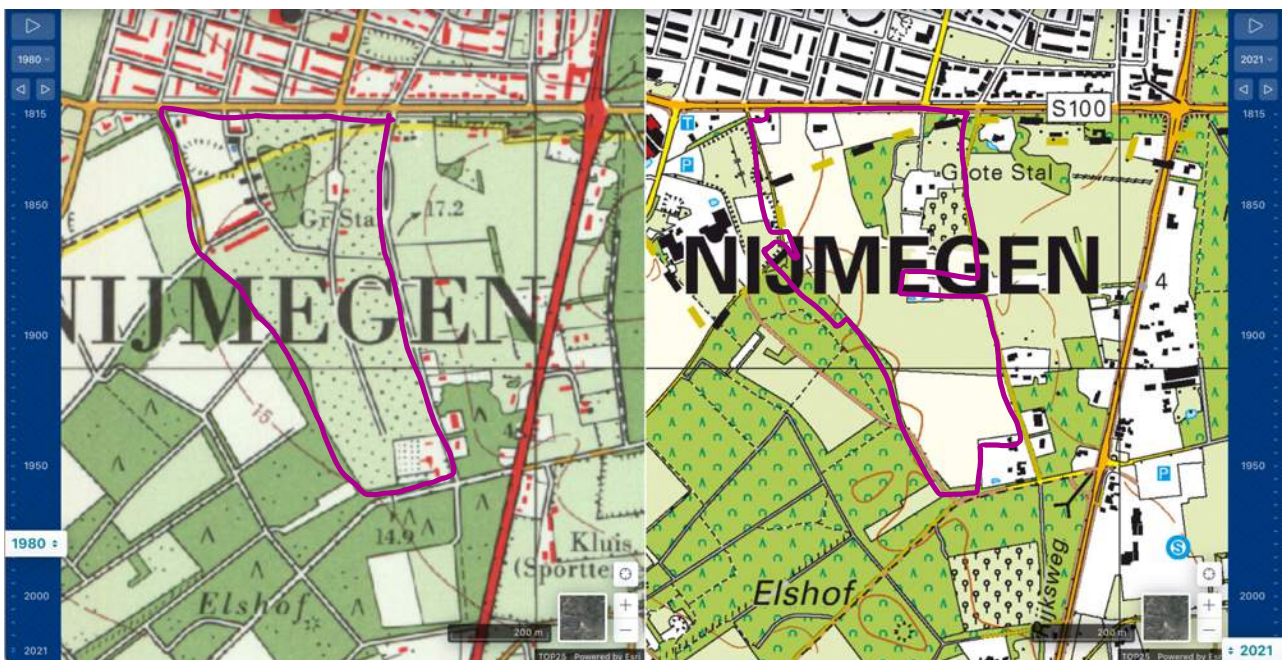 1980
1815
1850
1900
1950
1980
2000
2021
Gr. Stal
17.2
NIJMEGEN
15
14.9
Kluis
(Sportte
Elshof
200 m
TOP25 Powered by Esri
2021
1815
1850
1900
1950
2000
2021
S100
T
P
Grote Stal
NIJMEGEN
4
P
S
Elshof
Rijksweg
200 m
TOP25 Powered by Esri